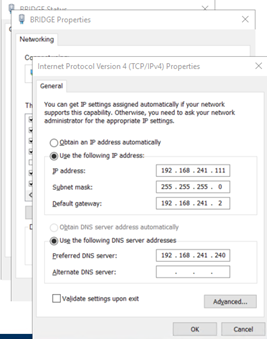 BRIDGE Status
BRIDGE Properties
Networking
Internet Protocol Version 4 (TCP/IPv4) Properties
General
You can get IP settings assigned automatically if your network
supports this capability. Otherwise, you need to ask your network
administrator for the appropriate IP settings.
Obtain an IP address automatically
Use the following IP address:
IP address: 192 . 168 . 241 . 111
Subnet mask: 255 . 255 . 255 . 0
Default gateway: 192 . 168 . 241 . 2
Obtain DNS server address automatically
Use the following DNS server addresses
Preferred DNS server: 192 . 168 . 241 . 240
Alternate DNS server: . . .
Validate settings upon exit
Advanced...
OK Cancel